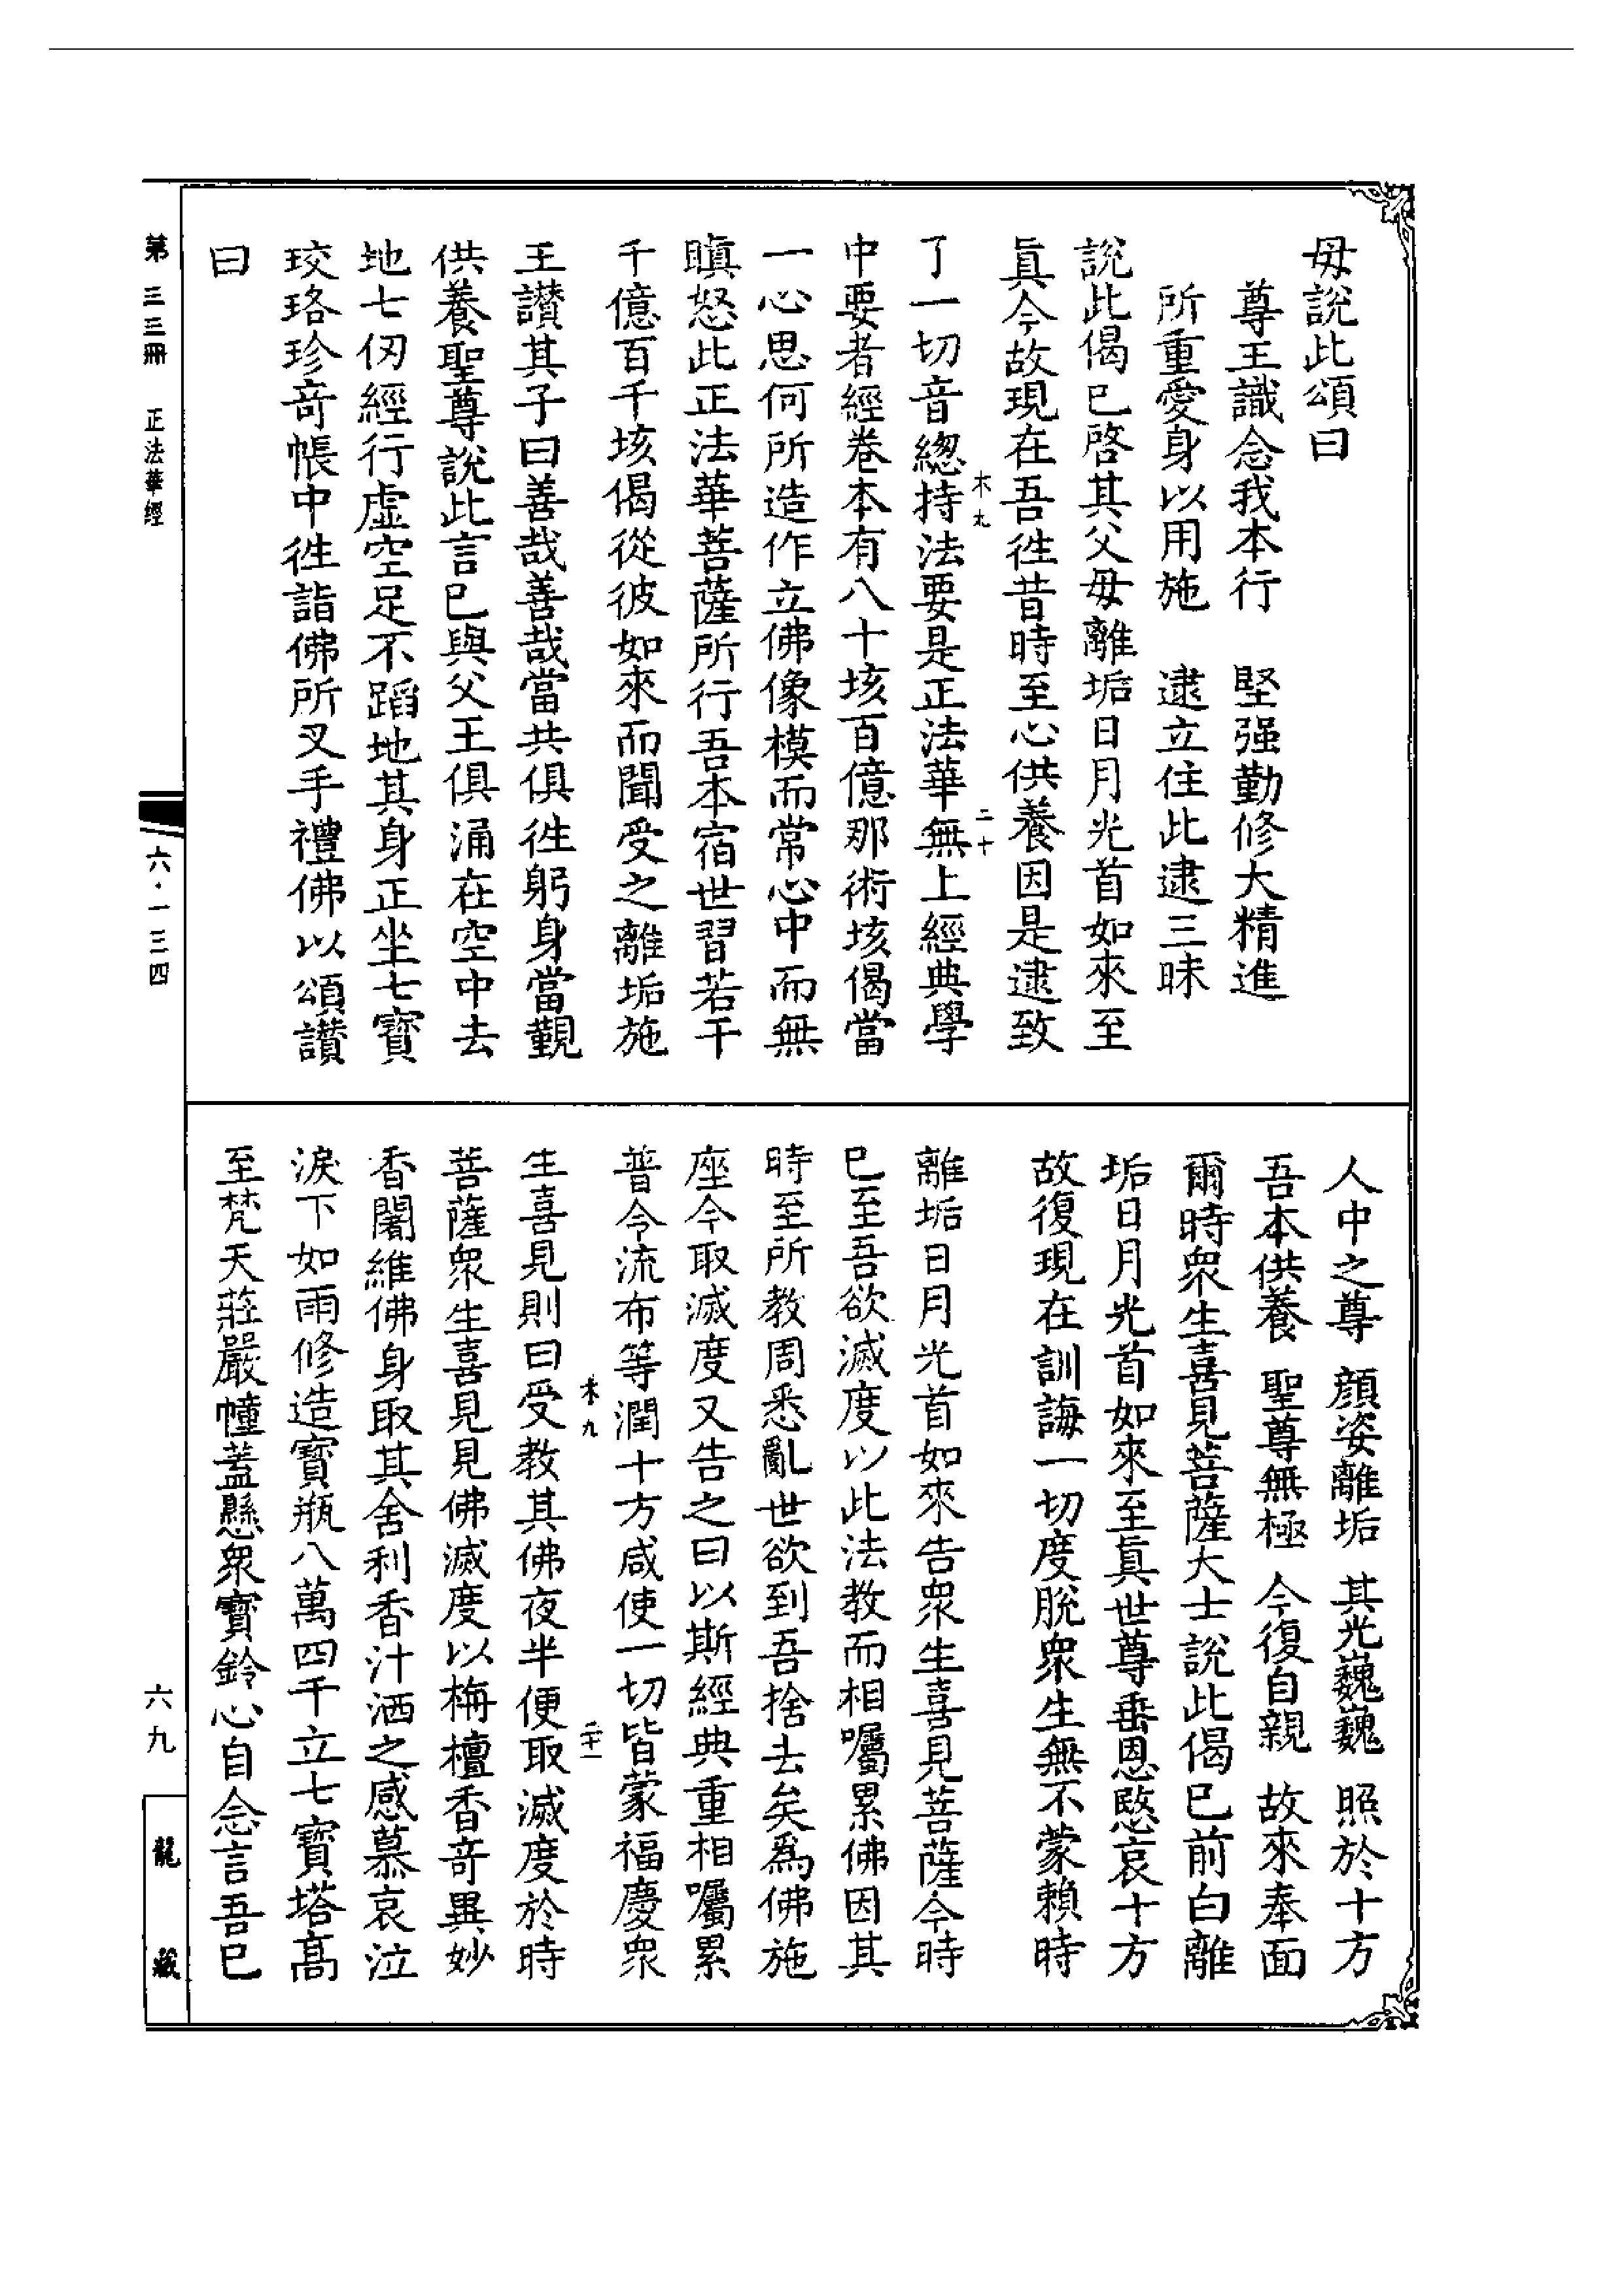 毋說此頌曰
尊王識念我本行　堅强勤修大精進
所重愛身以用施　逮立住此逮三昧
說此偈已啓其父毋離垢日月光首如來至
眞今故現在吾徃昔時至心供養因是逮致
了一切音緫持法要是正法華無上經典學
木九　二十
中要者經卷本有八十垓百億那術垓偈當
一心思何所造作立佛像模而常心中而無
瞋怒此正法華菩薩所行吾本宿世習若干
千億百千垓偈從彼如來而聞受之離垢施
王讃其子曰善哉善哉當共俱徃躬身當覲
供養聖尊說此言已與父王俱涌在空中去
地七仞經行虛空足不蹈地其身正坐七寶
珓珞珍竒帳中徃詣佛所叉手禮佛以頌讃
曰
人中之尊　顔姿離垢　其光巍巍　照於十方
吾本供養　聖尊無極　今復自親　故來奉面
爾時衆生喜見菩薩大士說此偈已前白離
垢日月光首如來至眞世尊垂恩愍哀十方
故復現在訓誨一切度脫衆生無不蒙賴時
離垢日月光首如來告衆生喜見菩薩今時
已至吾欲滅度以此法教而相囑累佛因其
時至所教周悉亂世欲到吾捨去矣爲佛施
座今取滅度又告之曰以斯經典重相囑累
普令流布等潤十方咸使一切皆蒙福慶衆
木九　二十一
生喜見則曰受教其佛夜半便取滅度於時
菩薩衆生喜見見佛滅度以栴檀香竒異妙
香闍維佛身取其舍利香汁洒之感慕哀泣
淚下如雨修造寶瓶八萬四千立七寶塔髙
至梵天莊嚴幢蓋懸衆寶鈴心自念言吾已
第三三冊　正法華經
六·一三四
六九
龍藏